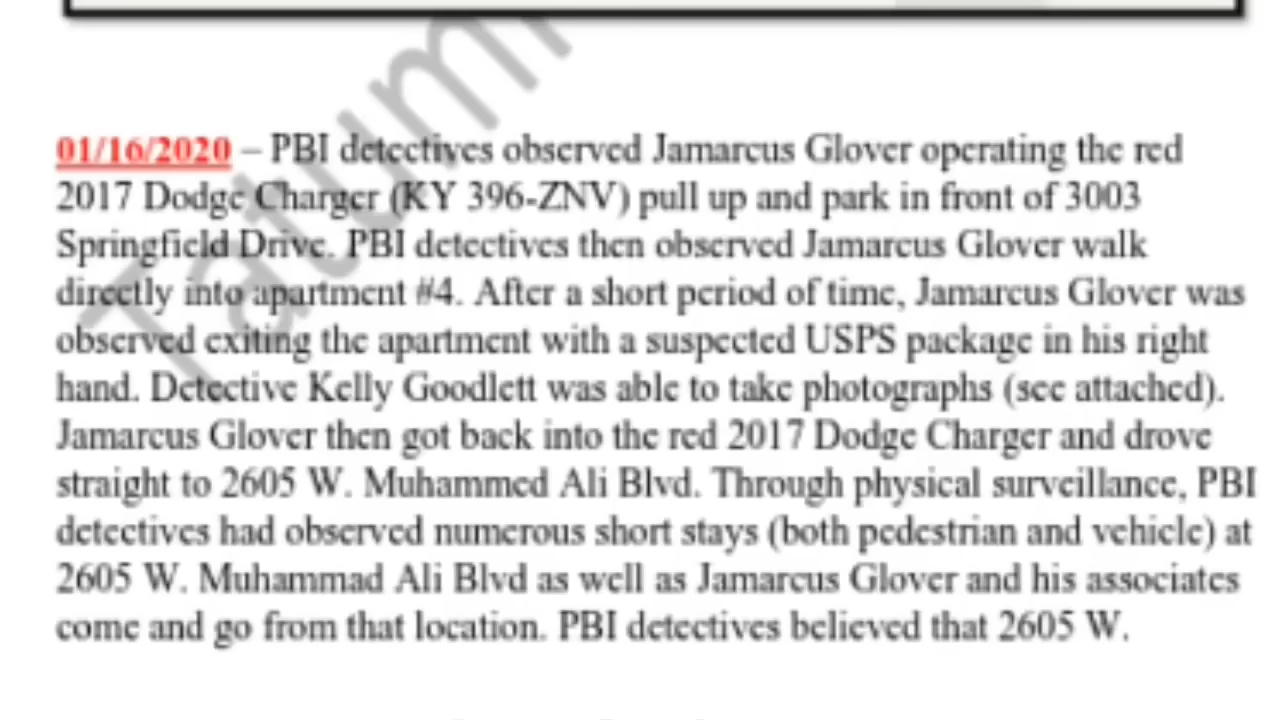 01/16/2020 – PBI detectives observed Jamarcus Glover operating the red
2017 Dodge Charger (KY 396-ZNV) pull up and park in front of 3003
Springfield Drive. PBI detectives then observed Jamarcus Glover walk
directly into apartment #4. After a short period of time, Jamarcus Glover was
observed exiting the apartment with a suspected USPS package in his right
hand. Detective Kelly Goodlett was able to take photographs (see attached).
Jamarcus Glover then got back into the red 2017 Dodge Charger and drove
straight to 2605 W. Muhammed Ali Blvd. Through physical surveillance, PBI
detectives had observed numerous short stays (both pedestrian and vehicle) at
2605 W. Muhammad Ali Blvd as well as Jamarcus Glover and his associates
come and go from that location. PBI detectives believed that 2605 W.
Tatum